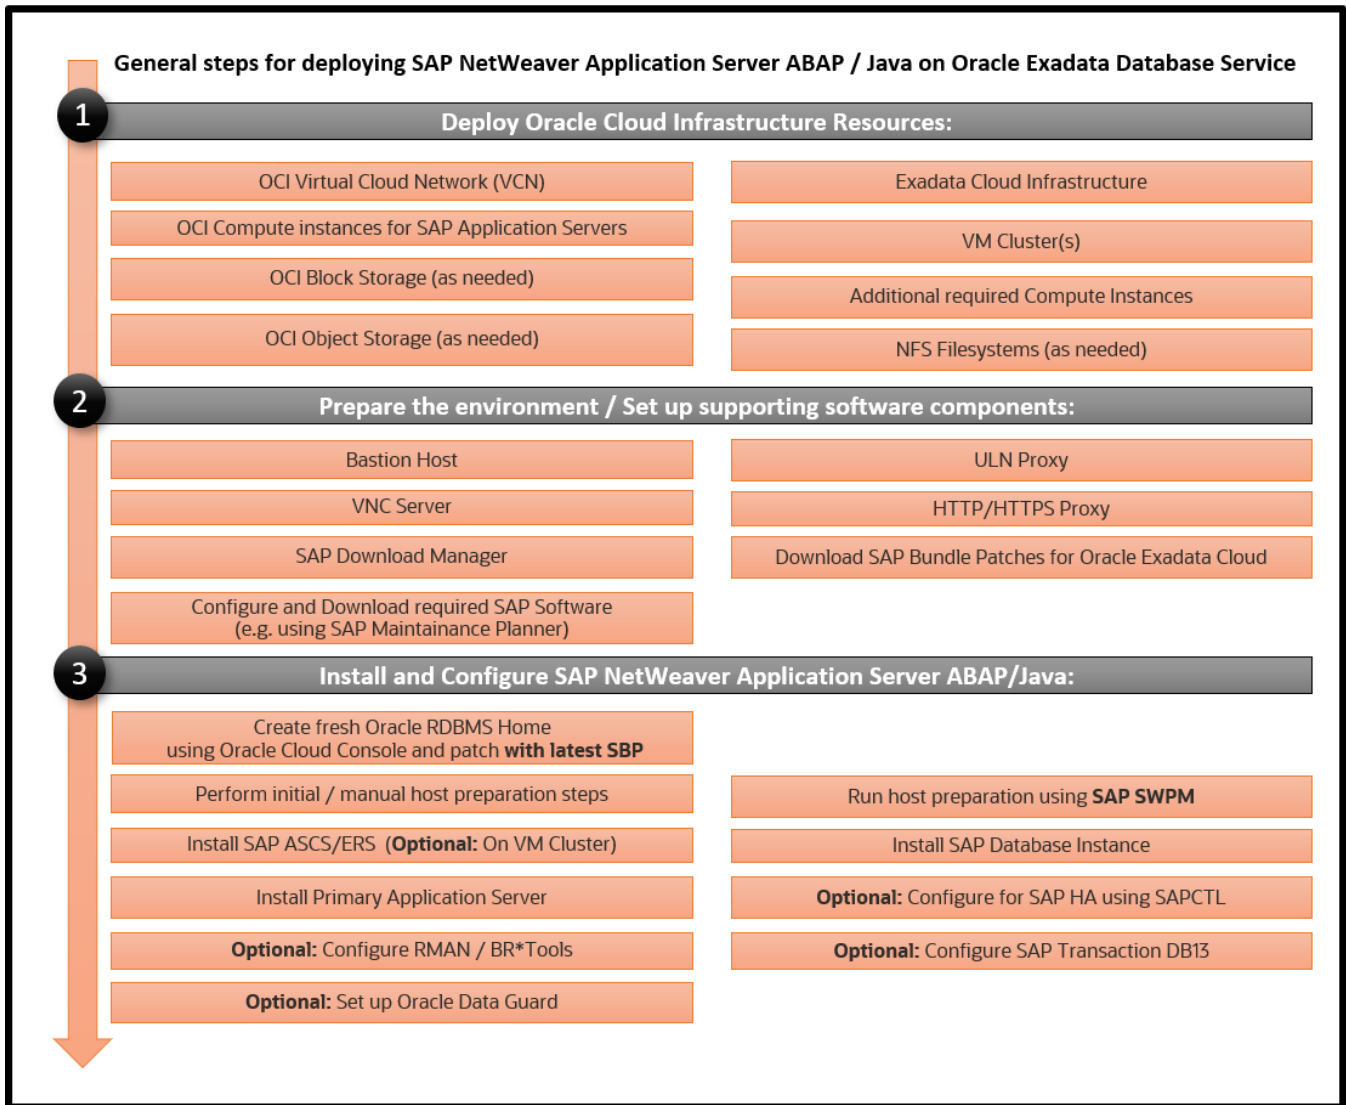 General steps for deploying SAP NetWeaver Application Server ABAP / Java on Oracle Exadata Database Service
1
Deploy Oracle Cloud Infrastructure Resources:
OCI Virtual Cloud Network (VCN)
Exadata Cloud Infrastructure
OCI Compute instances for SAP Application Servers
VM Cluster(s)
OCI Block Storage (as needed)
Additional required Compute Instances
OCI Object Storage (as needed)
NFS Filesystems (as needed)
2
Prepare the environment / Set up supporting software components:
Bastion Host
ULN Proxy
VNC Server
HTTP/HTTPS Proxy
SAP Download Manager
Download SAP Bundle Patches for Oracle Exadata Cloud
Configure and Download required SAP Software
(e.g. using SAP Maintainance Planner)
3
Install and Configure SAP NetWeaver Application Server ABAP/Java:
Create fresh Oracle RDBMS Home
using Oracle Cloud Console and patch with latest SBP
Perform initial / manual host preparation steps
Run host preparation using SAP SWPM
Install SAP ASCS/ERS (Optional: On VM Cluster)
Install SAP Database Instance
Install Primary Application Server
Optional: Configure for SAP HA using SAPCTL
Optional: Configure RMAN / BR*Tools
Optional: Configure SAP Transaction DB13
Optional: Set up Oracle Data Guard